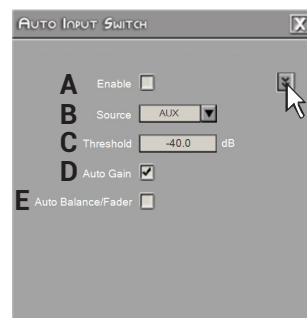 Auto Input Switch X
A Enable
B Source AUX
C Threshold -40.0 dB
D Auto Gain
E Auto Balance/Fader